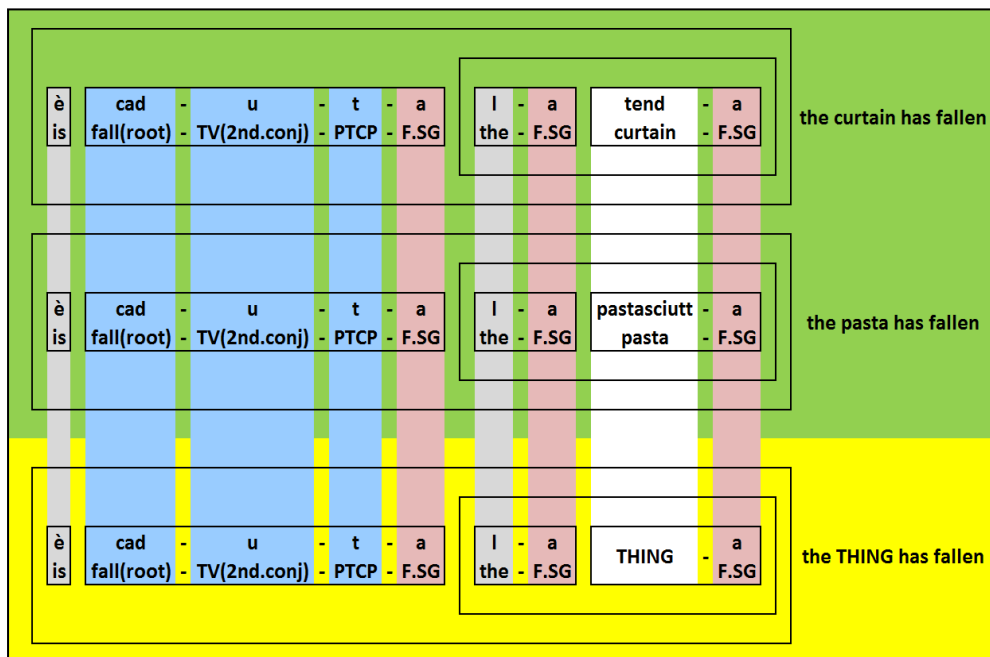 è cad - u - t - a l - a tend - a
is fall(root) - TV(2nd.conj) - PTCP - F.SG the - F.SG curtain - F.SG
the curtain has fallen
è cad - u - t - a l - a pastasciutt - a
is fall(root) - TV(2nd.conj) - PTCP - F.SG the - F.SG pasta - F.SG
the pasta has fallen
è cad - u - t - a l - a THING - a
is fall(root) - TV(2nd.conj) - PTCP - F.SG the - F.SG F.SG
the THING has fallen